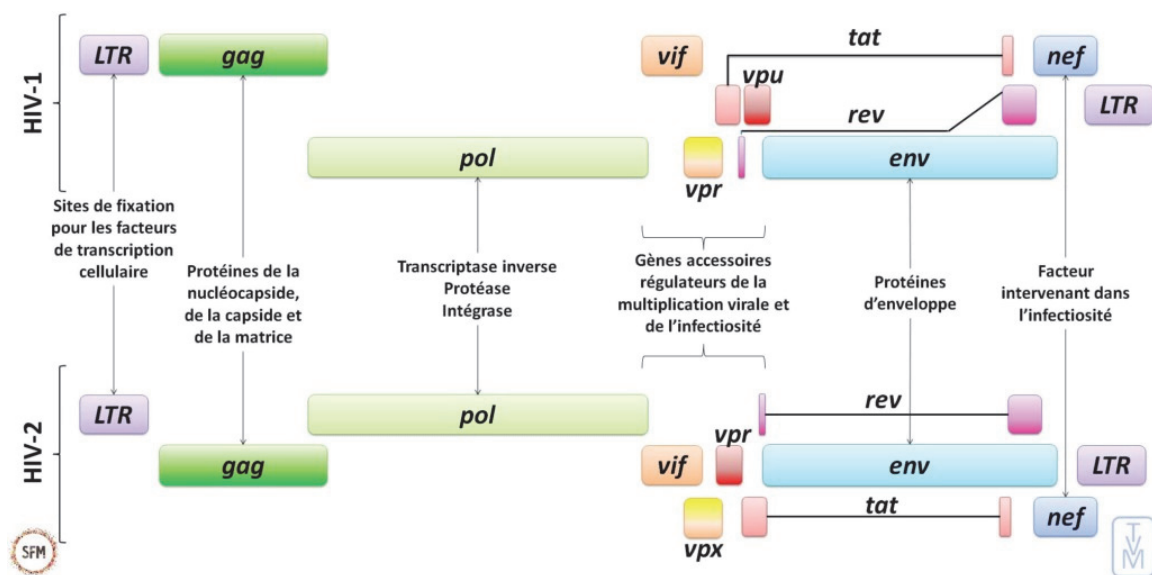 HIV-1
LTR
gag
vif
tat
nef
vpu
rev
LTR
pol
vpr
env
Sites de fixation
pour les facteurs
de transcription
cellulaire
Protéines de la
nucléocapside,
de la capside et
de la matrice
Transcriptase inverse
Protéase
Intégrase
Gènes accessoires
régulateurs de la
multiplication virale et
de l’infectiosité
Protéines
d’enveloppe
Facteur
intervenant dans
l’infectiosité
HIV-2
LTR
pol
rev
gag
vif
vpr
env
LTR
vpx
tat
nef
SFM
TVM